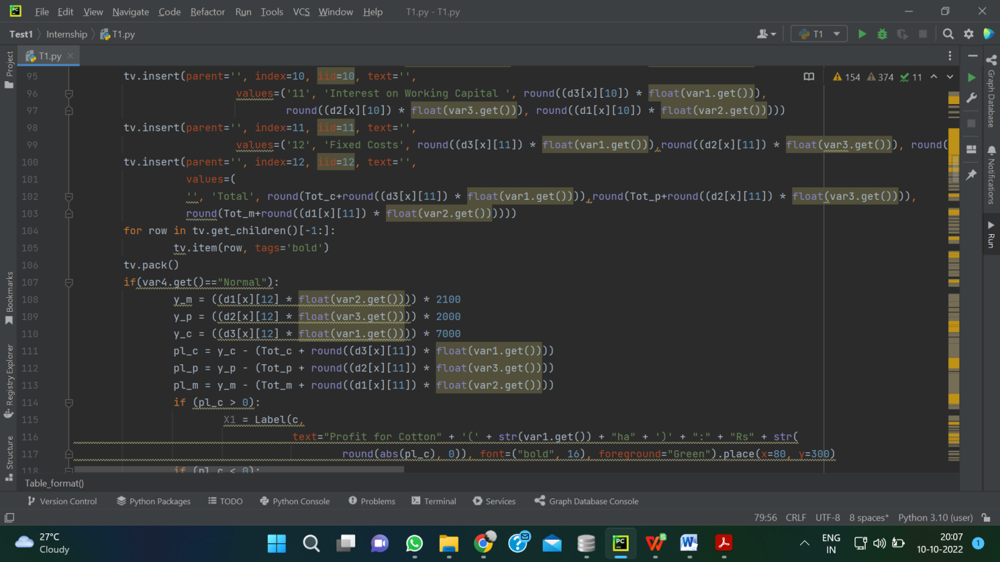 File Edit View Navigate Code Refactor Run Tools VCS Window Help T1.py - T1.py
Test1 Internship T1.py T1
T1.py
Project
Bookmarks
Registry Explorer
Structure
Graph Database
Notifications
Run
154 374 11
95 tv.insert(parent='', index=10, iid=10, text='',
96 values=('11', 'Interest on Working Capital ', round((d3[x][10]) * float(var1.get())),
97 round((d2[x][10]) * float(var3.get())), round((d1[x][10]) * float(var2.get()))))
98 tv.insert(parent='', index=11, iid=11, text='',
99 values=('12', 'Fixed Costs', round((d3[x][11]) * float(var1.get())),round((d2[x][11]) * float(var3.get())), round(
100 tv.insert(parent='', index=12, iid=12, text='',
101 values=(
102 '', 'Total', round(Tot_c+round((d3[x][11]) * float(var1.get()))),round(Tot_p+round((d2[x][11]) * float(var3.get()))),
103 round(Tot_m+round((d1[x][11]) * float(var2.get())))))
104 for row in tv.get_children()[-1:]:
105 tv.item(row, tags='bold')
106 tv.pack()
107 if(var4.get()=="Normal"):
108 y_m = ((d1[x][12] * float(var2.get()))) * 2100
109 y_p = ((d2[x][12] * float(var3.get()))) * 2000
110 y_c = ((d3[x][12] * float(var1.get()))) * 7000
111 pl_c = y_c - (Tot_c + round((d3[x][11]) * float(var1.get())))
112 pl_p = y_p - (Tot_p + round((d2[x][11]) * float(var3.get())))
113 pl_m = y_m - (Tot_m + round((d1[x][11]) * float(var2.get())))
114 if (pl_c > 0):
115 X1 = Label(c,
116 text="Profit for Cotton" + '(' + str(var1.get()) + "ha" + ')' + ":" + "Rs" + str(
117 round(abs(pl_c), 0)), font=("bold", 16), foreground="Green").place(x=80, y=300)
118 if (pl_c < 0):
Table_format()
Version Control Python Packages TODO Python Console Problems Terminal Services Graph Database Console
79:56 CRLF UTF-8 8 spaces* Python 3.10 (user)
27°C
Cloudy
ENG
IN
20:07
10-10-2022
1